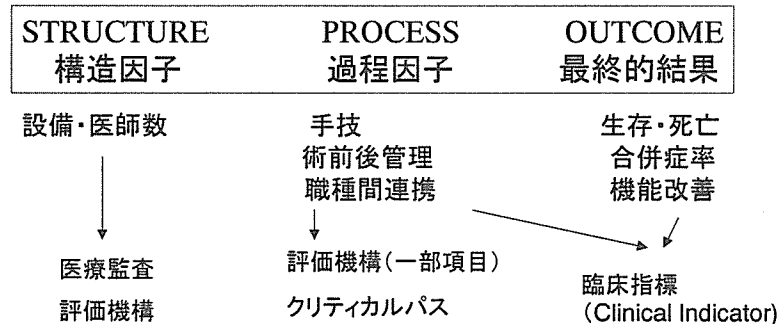 STRUCTURE PROCESS OUTCOME
構造因子 過程因子 最終的結果
設備・医師数 手技 生存・死亡
術前後管理 合併症率
職種間連携 機能改善
医療監査 評価機構(一部項目) 臨床指標
評価機構 クリティカルパス (Clinical Indicator)